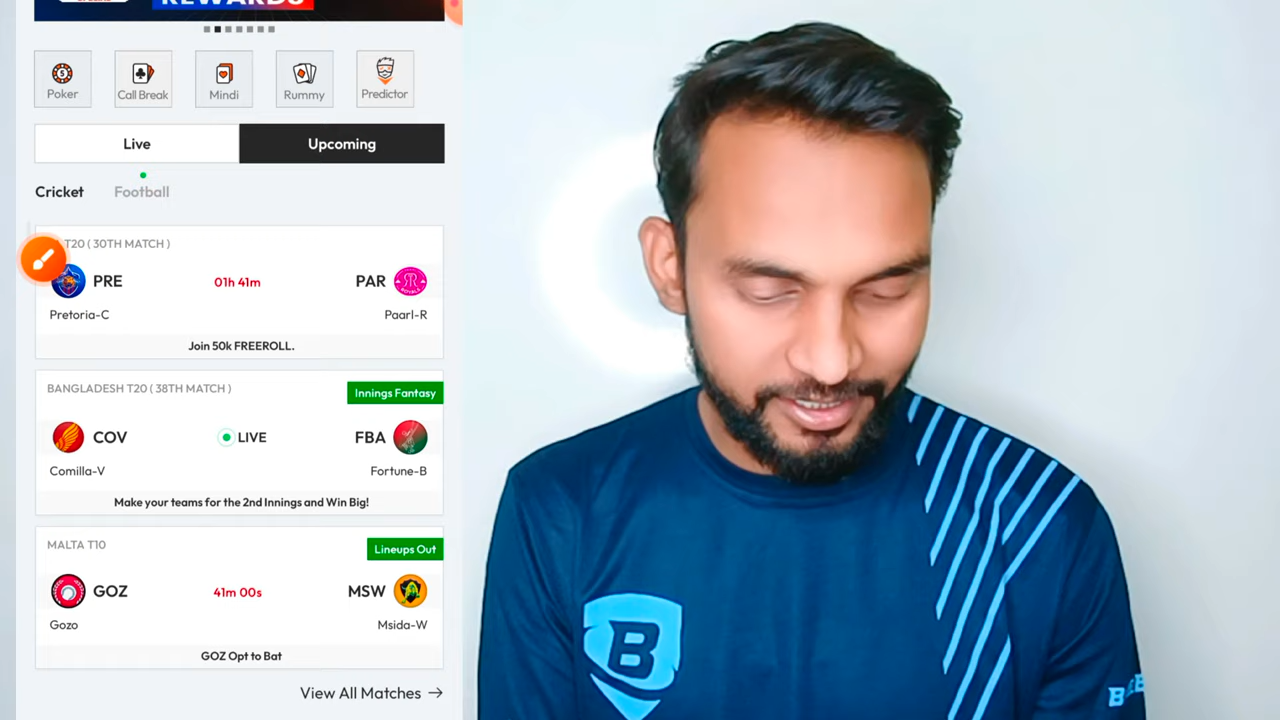 REWARDS
Poker
Call Break
Mindi
Rummy
Predictor
Live
Upcoming
Cricket
Football
T20 ( 30TH MATCH )
PRE
01h 41m
PAR
Pretoria-C
Paarl-R
Join 50k FREEROLL.
BANGLADESH T20 ( 38TH MATCH )
Innings Fantasy
COV
LIVE
FBA
Comilla-V
Fortune-B
Make your teams for the 2nd Innings and Win Big!
MALTA T10
Lineups Out
GOZ
41m 00s
MSW
Gozo
Msida-W
GOZ Opt to Bat
View All Matches →
B